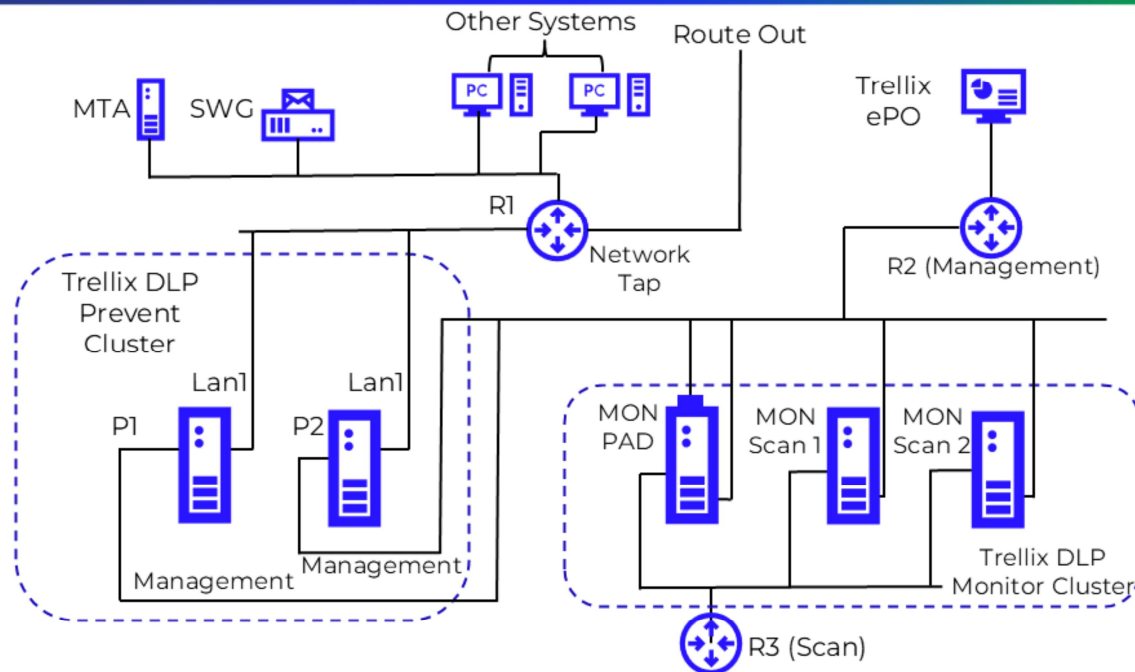 Other Systems
Route Out
MTA
SWG
PC
PC
Trellix
ePO
R1
Network
Tap
R2 (Management)
Trellix DLP
Prevent
Cluster
Lan1
Lan1
P1
P2
MON
PAD
MON
Scan 1
MON
Scan 2
Management
Management
Trellix DLP
Monitor Cluster
R3 (Scan)